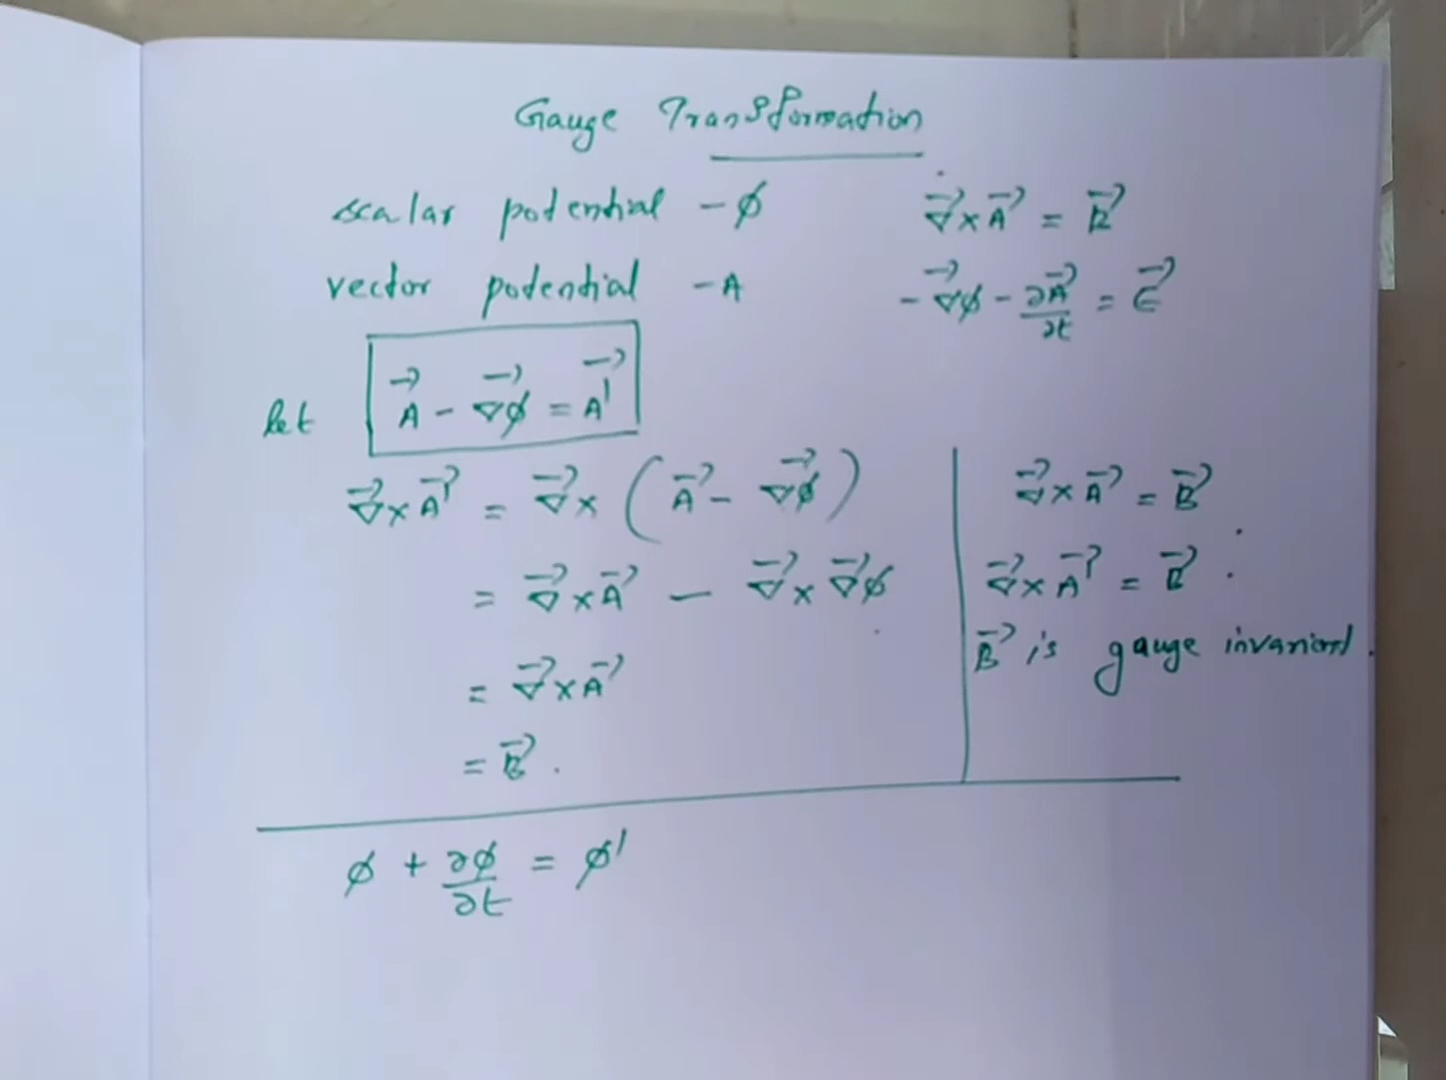 Gauge Transformation
scalar potential - ϕ
∇⃗ × A⃗ = B⃗
vector potential - A
- ∇⃗ϕ - ∂A⃗/∂t = E⃗
let A⃗ - ∇⃗ϕ = A⃗'
∇⃗ × A⃗' = ∇⃗ × ( A⃗ - ∇⃗ϕ )
= ∇⃗ × A⃗ - ∇⃗ × ∇⃗ϕ
= ∇⃗ × A⃗
= B⃗.
∇⃗ × A⃗ = B⃗
∇⃗ × A⃗' = B⃗.
B⃗ is gauge invariant.
ϕ + ∂ϕ/∂t = ϕ'